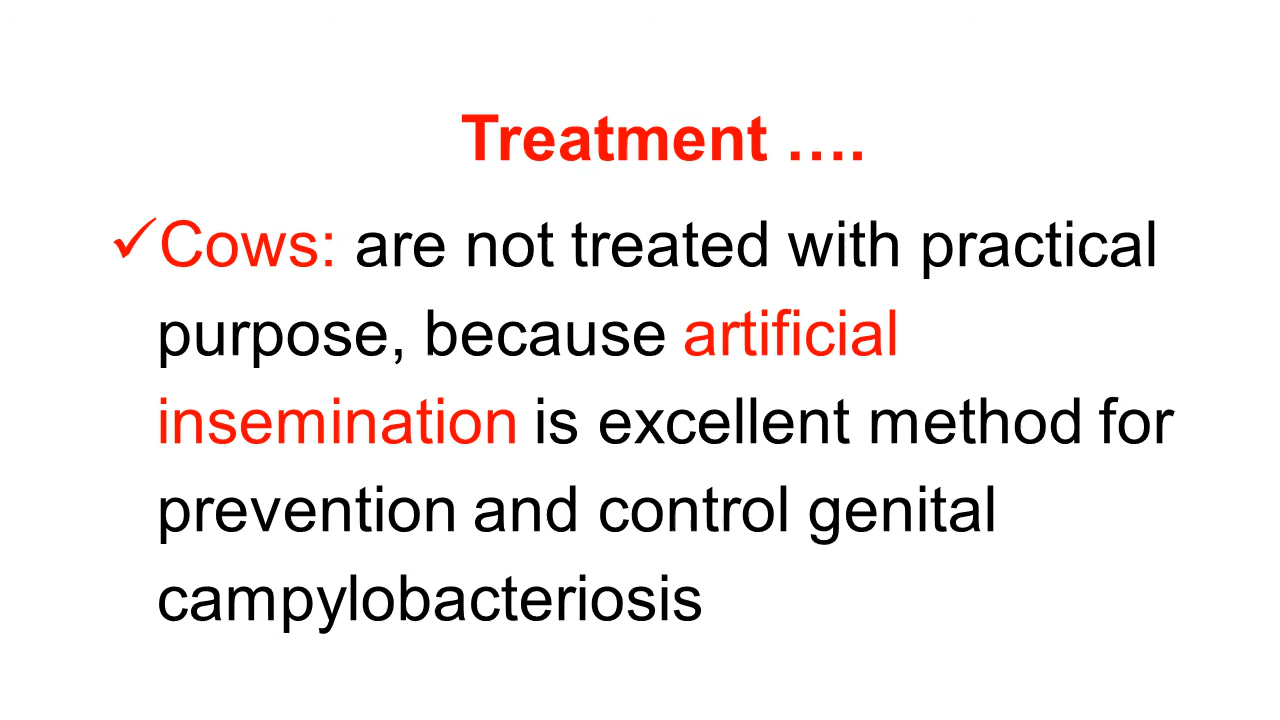 Treatment ….
✓Cows: are not treated with practical
purpose, because artificial
insemination is excellent method for
prevention and control genital
campylobacteriosis